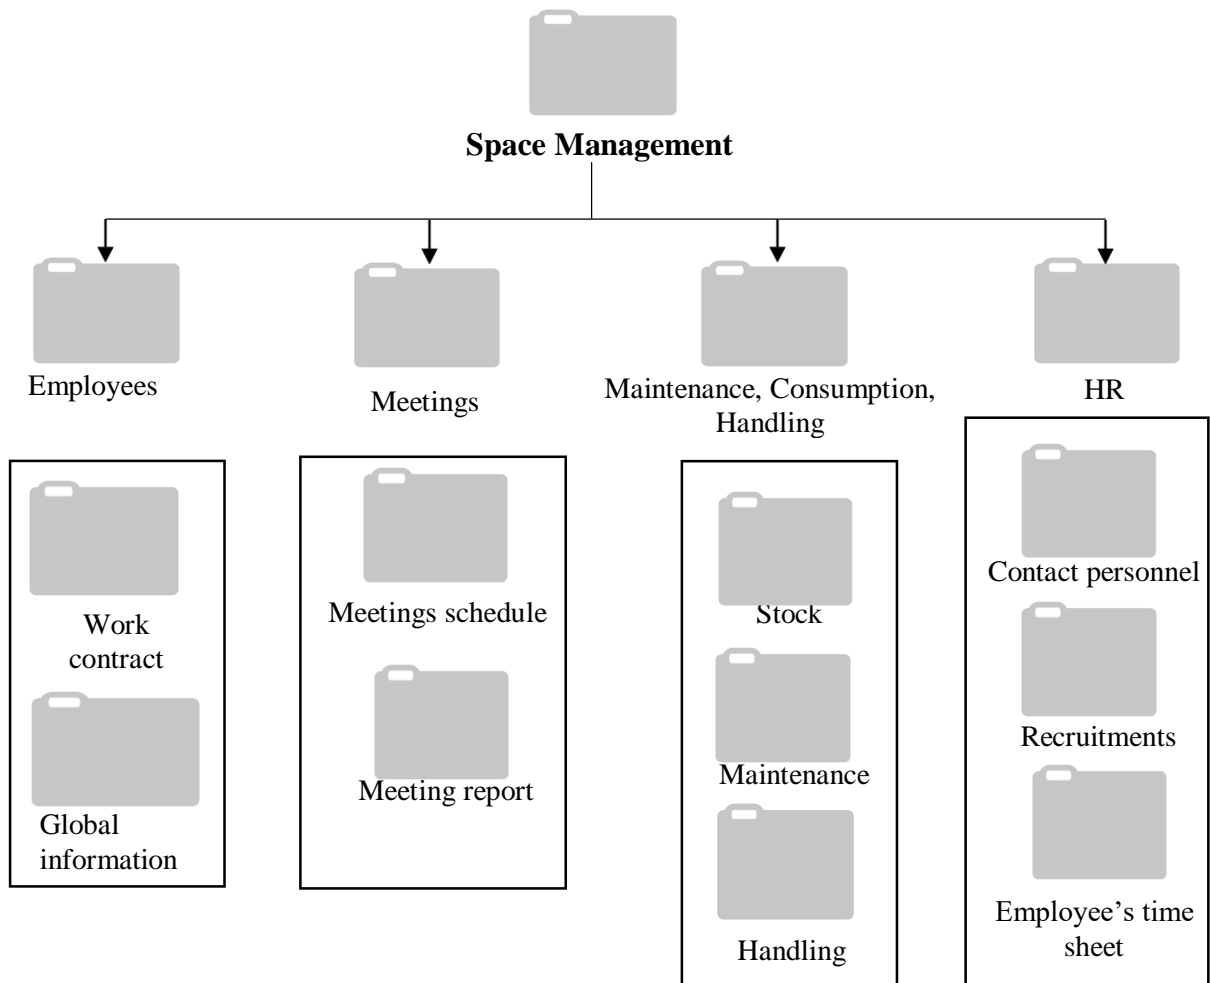 Space Management
Employees
Meetings
Maintenance, Consumption,
Handling
HR
Work
contract
Global
information
Meetings schedule
Meeting report
Stock
Maintenance
Handling
Contact personnel
Recruitments
Employee’s time
sheet